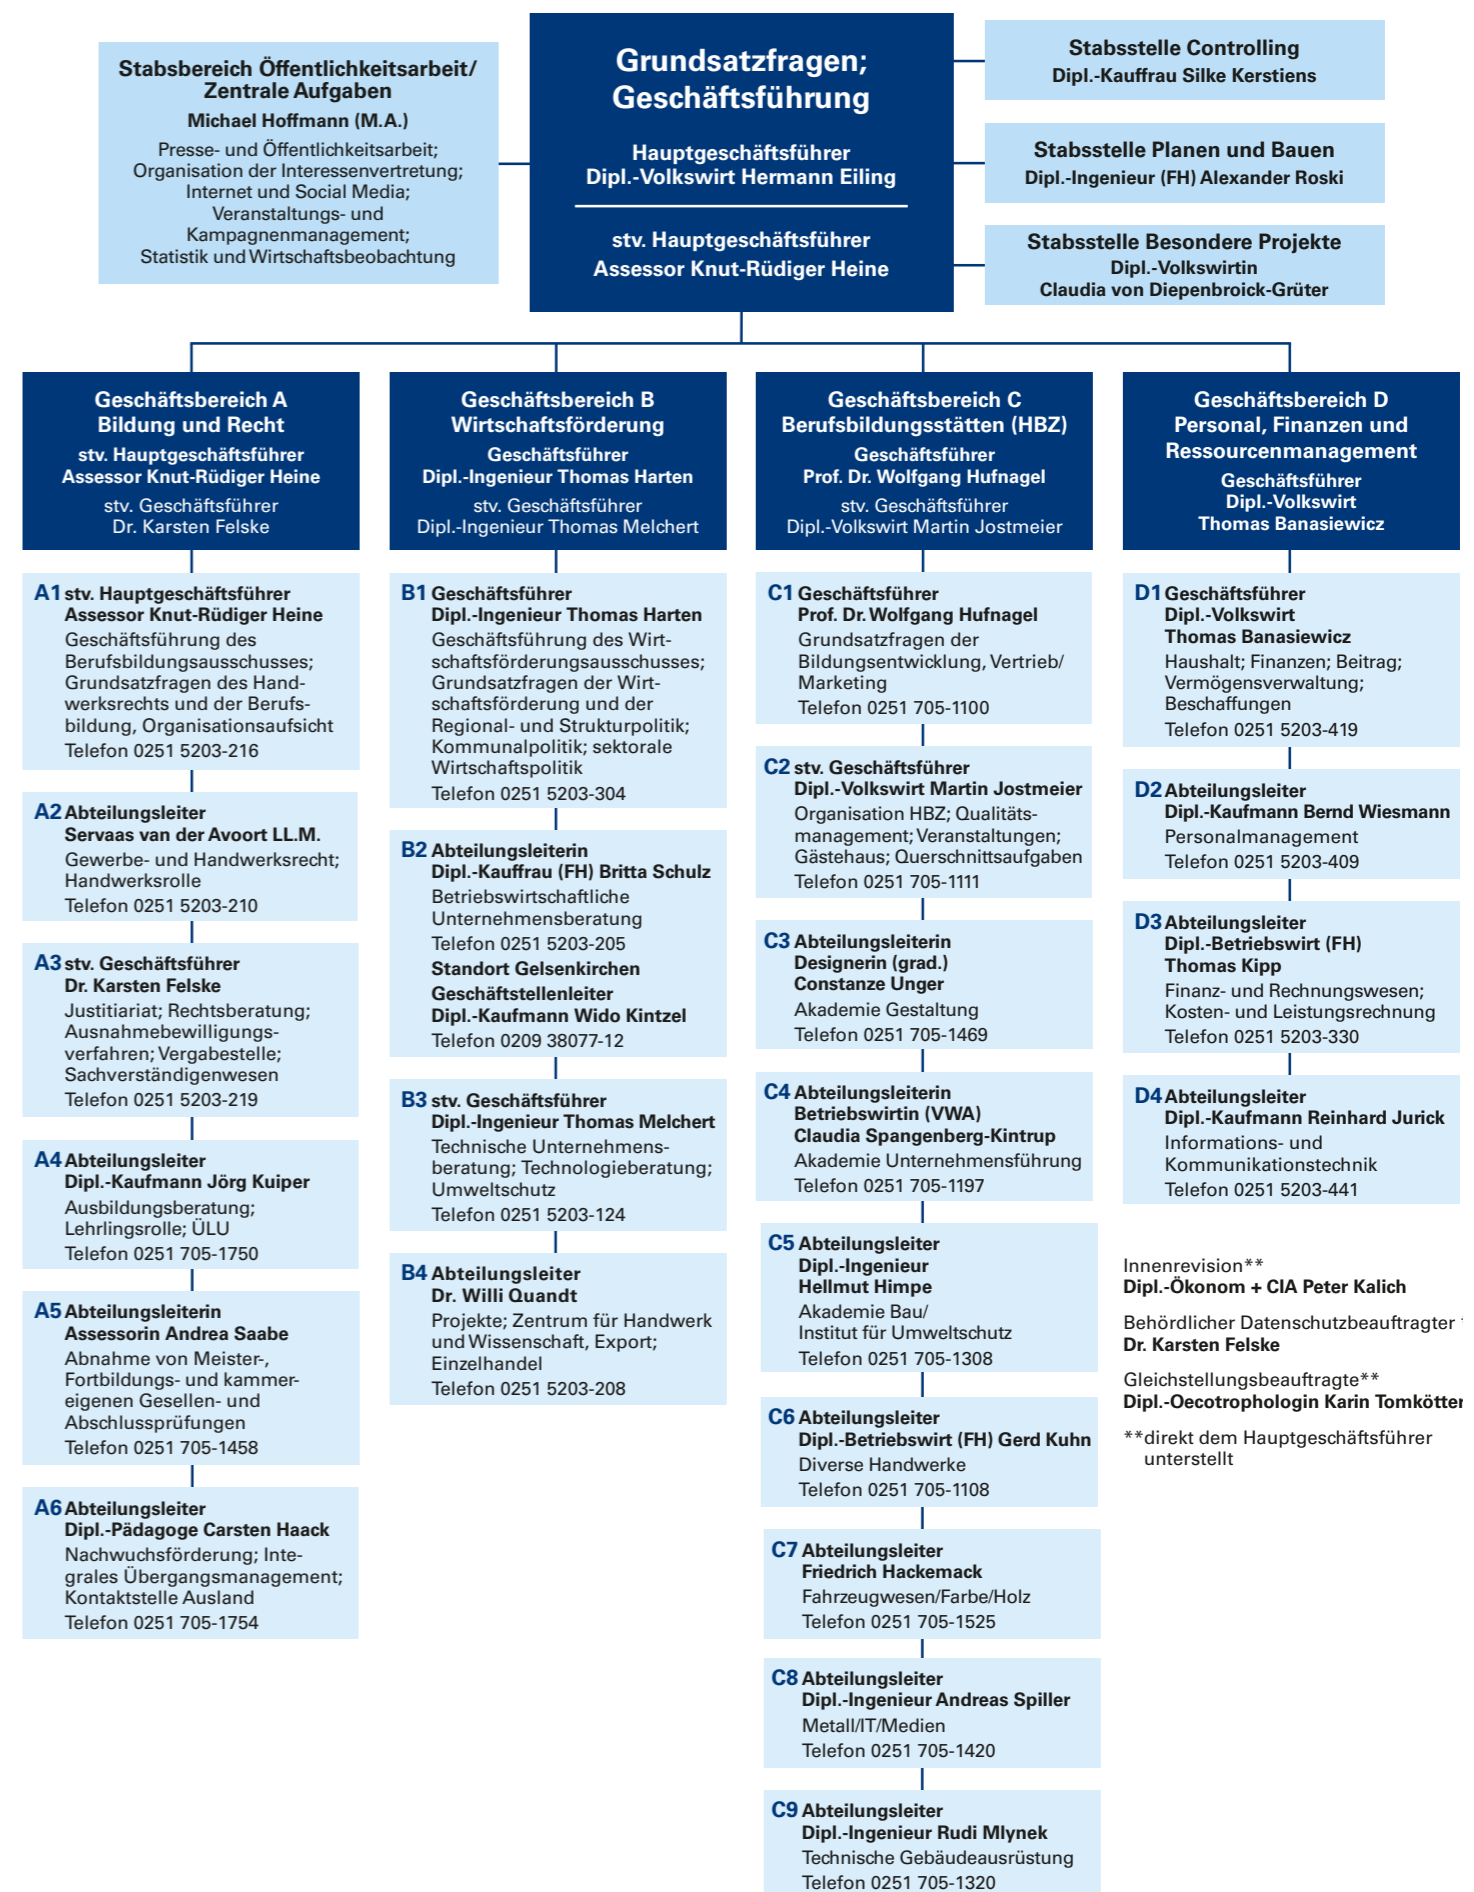 Stabsbereich Öffentlichkeitsarbeit/
Zentrale Aufgaben
Michael Hoffmann (M.A.)
Presse- und Öffentlichkeitsarbeit;
Organisation der Interessenvertretung;
Internet und Social Media;
Veranstaltungs- und
Kampagnenmanagement;
Statistik und Wirtschaftsbeobachtung
Grundsatzfragen;
Geschäftsführung
Hauptgeschäftsführer
Dipl.-Volkswirt Hermann Eiling
stv. Hauptgeschäftsführer
Assessor Knut-Rüdiger Heine
Stabsstelle Controlling
Dipl.-Kauffrau Silke Kerstiens
Stabsstelle Planen und Bauen
Dipl.-Ingenieur (FH) Alexander Roski
Stabsstelle Besondere Projekte
Dipl.-Volkswirtin
Claudia von Diepenbroick-Grüter
Geschäftsbereich A
Bildung und Recht
stv. Hauptgeschäftsführer
Assessor Knut-Rüdiger Heine
stv. Geschäftsführer
Dr. Karsten Felske
A1 stv. Hauptgeschäftsführer
Assessor Knut-Rüdiger Heine
Geschäftsführung des
Berufsbildungsausschusses;
Grundsatzfragen des Hand-
werksrechts und der Berufs-
bildung, Organisationsaufsicht
Telefon 0251 5203-216
A2 Abteilungsleiter
Servaas van der Avoort LL.M.
Gewerbe- und Handwerksrecht;
Handwerksrolle
Telefon 0251 5203-210
A3 stv. Geschäftsführer
Dr. Karsten Felske
Justitiariat; Rechtsberatung;
Ausnahmebewilligungs-
verfahren; Vergabestelle;
Sachverständigenwesen
Telefon 0251 5203-219
A4 Abteilungsleiter
Dipl.-Kaufmann Jörg Kuiper
Ausbildungsberatung;
Lehrlingsrolle; ÜLU
Telefon 0251 705-1750
A5 Abteilungsleiterin
Assessorin Andrea Saabe
Abnahme von Meister-,
Fortbildungs- und kammer-
eigenen Gesellen- und
Abschlussprüfungen
Telefon 0251 705-1458
A6 Abteilungsleiter
Dipl.-Pädagoge Carsten Haack
Nachwuchsförderung; Inte-
grales Übergangsmanagement;
Kontaktstelle Ausland
Telefon 0251 705-1754
Geschäftsbereich B
Wirtschaftsförderung
Geschäftsführer
Dipl.-Ingenieur Thomas Harten
stv. Geschäftsführer
Dipl.-Ingenieur Thomas Melchert
B1 Geschäftsführer
Dipl.-Ingenieur Thomas Harten
Geschäftsführung des Wirt-
schaftsförderungsausschusses;
Grundsatzfragen der Wirt-
schaftsförderung und der
Regional- und Strukturpolitik;
Kommunalpolitik; sektorale
Wirtschaftspolitik
Telefon 0251 5203-304
B2 Abteilungsleiterin
Dipl.-Kauffrau (FH) Britta Schulz
Betriebswirtschaftliche
Unternehmensberatung
Telefon 0251 5203-205
Standort Gelsenkirchen
Geschäftstellenleiter
Dipl.-Kaufmann Wido Kintzel
Telefon 0209 38077-12
B3 stv. Geschäftsführer
Dipl.-Ingenieur Thomas Melchert
Technische Unternehmens-
beratung; Technologieberatung;
Umweltschutz
Telefon 0251 5203-124
B4 Abteilungsleiter
Dr. Willi Quandt
Projekte; Zentrum für Handwerk
und Wissenschaft, Export;
Einzelhandel
Telefon 0251 5203-208
Geschäftsbereich C
Berufsbildungsstätten (HBZ)
Geschäftsführer
Prof. Dr. Wolfgang Hufnagel
stv. Geschäftsführer
Dipl.-Volkswirt Martin Jostmeier
C1 Geschäftsführer
Prof. Dr. Wolfgang Hufnagel
Grundsatzfragen der
Bildungsentwicklung, Vertrieb/
Marketing
Telefon 0251 705-1100
C2 stv. Geschäftsführer
Dipl.-Volkswirt Martin Jostmeier
Organisation HBZ; Qualitäts-
management; Veranstaltungen;
Gästehaus; Querschnittsaufgaben
Telefon 0251 705-1111
C3 Abteilungsleiterin
Designerin (grad.)
Constanze Unger
Akademie Gestaltung
Telefon 0251 705-1469
C4 Abteilungsleiterin
Betriebswirtin (VWA)
Claudia Spangenberg-Kintrup
Akademie Unternehmensführung
Telefon 0251 705-1197
C5 Abteilungsleiter
Dipl.-Ingenieur
Hellmut Himpe
Akademie Bau/
Institut für Umweltschutz
Telefon 0251 705-1308
C6 Abteilungsleiter
Dipl.-Betriebswirt (FH) Gerd Kuhn
Diverse Handwerke
Telefon 0251 705-1108
C7 Abteilungsleiter
Friedrich Hackemack
Fahrzeugwesen/Farbe/Holz
Telefon 0251 705-1525
C8 Abteilungsleiter
Dipl.-Ingenieur Andreas Spiller
Metall/IT/Medien
Telefon 0251 705-1420
C9 Abteilungsleiter
Dipl.-Ingenieur Rudi Mlynek
Technische Gebäudeausrüstung
Telefon 0251 705-1320
Geschäftsbereich D
Personal, Finanzen und
Ressourcenmanagement
Geschäftsführer
Dipl.-Volkswirt
Thomas Banasiewicz
D1 Geschäftsführer
Dipl.-Volkswirt
Thomas Banasiewicz
Haushalt; Finanzen; Beitrag;
Vermögensverwaltung;
Beschaffungen
Telefon 0251 5203-419
D2 Abteilungsleiter
Dipl.-Kaufmann Bernd Wiesmann
Personalmanagement
Telefon 0251 5203-409
D3 Abteilungsleiter
Dipl.-Betriebswirt (FH)
Thomas Kipp
Finanz- und Rechnungswesen;
Kosten- und Leistungsrechnung
Telefon 0251 5203-330
D4 Abteilungsleiter
Dipl.-Kaufmann Reinhard Jurick
Informations- und
Kommunikationstechnik
Telefon 0251 5203-441
Innenrevision**
Dipl.-Ökonom + CIA Peter Kalich
Behördlicher Datenschutzbeauftragter *
Dr. Karsten Felske
Gleichstellungsbeauftragte**
Dipl.-Oecotrophologin Karin Tomkötter
**direkt dem Hauptgeschäftsführer
unterstellt